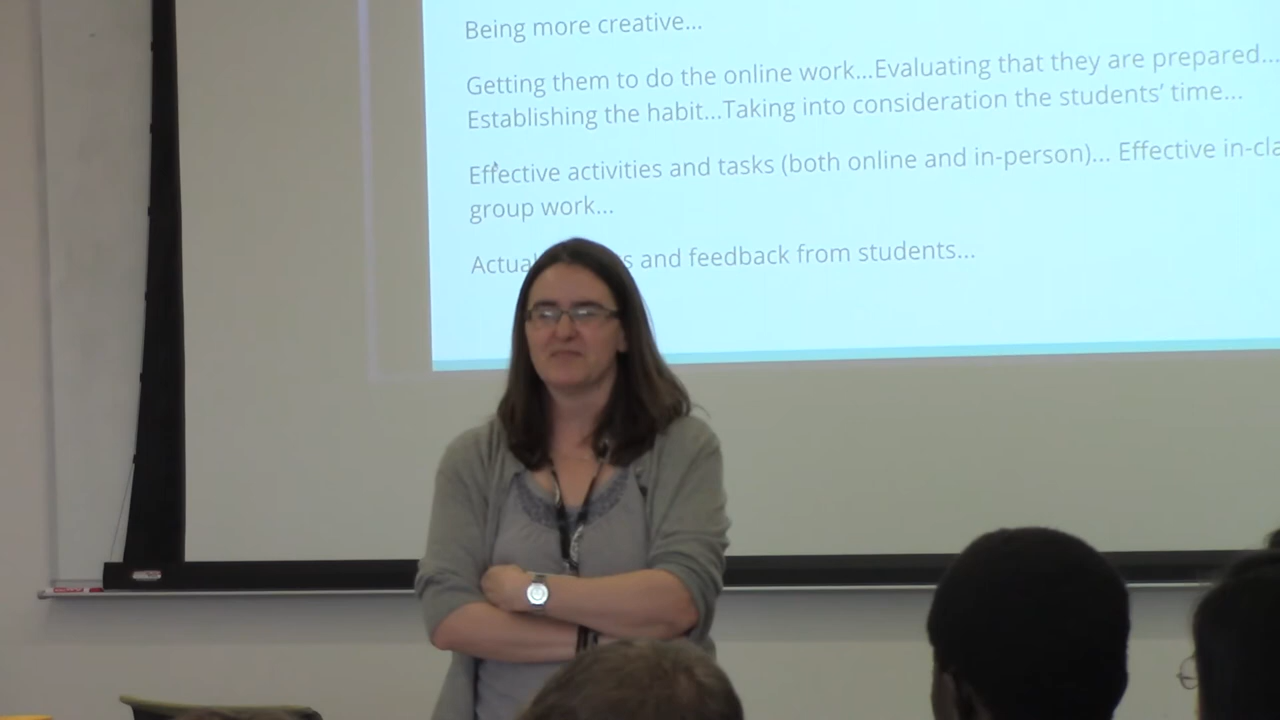 Being more creative...
Getting them to do the online work...Evaluating that they are prepared...
Establishing the habit...Taking into consideration the students' time...
Effective activities and tasks (both online and in-person)... Effective
group work...
and feedback from students...